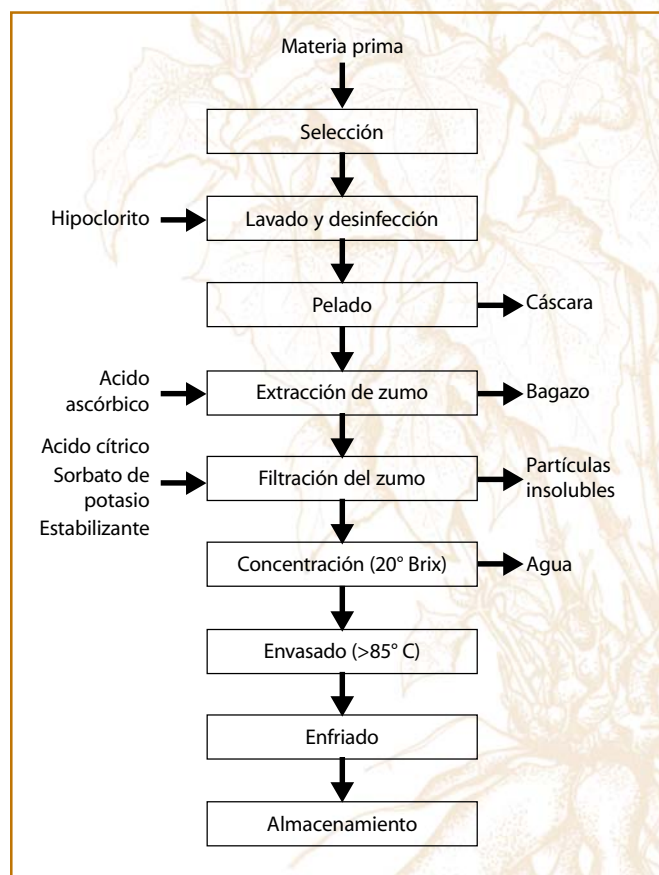 Materia prima
Selección
Hipoclorito
Lavado y desinfección
Pelado
Cáscara
Acido
ascórbico
Extracción de zumo
Bagazo
Acido cítrico
Sorbato de
potasio
Estabilizante
Filtración del zumo
Partículas
insolubles
Concentración (20° Brix)
Agua
Envasado (>85° C)
Enfriado
Almacenamiento